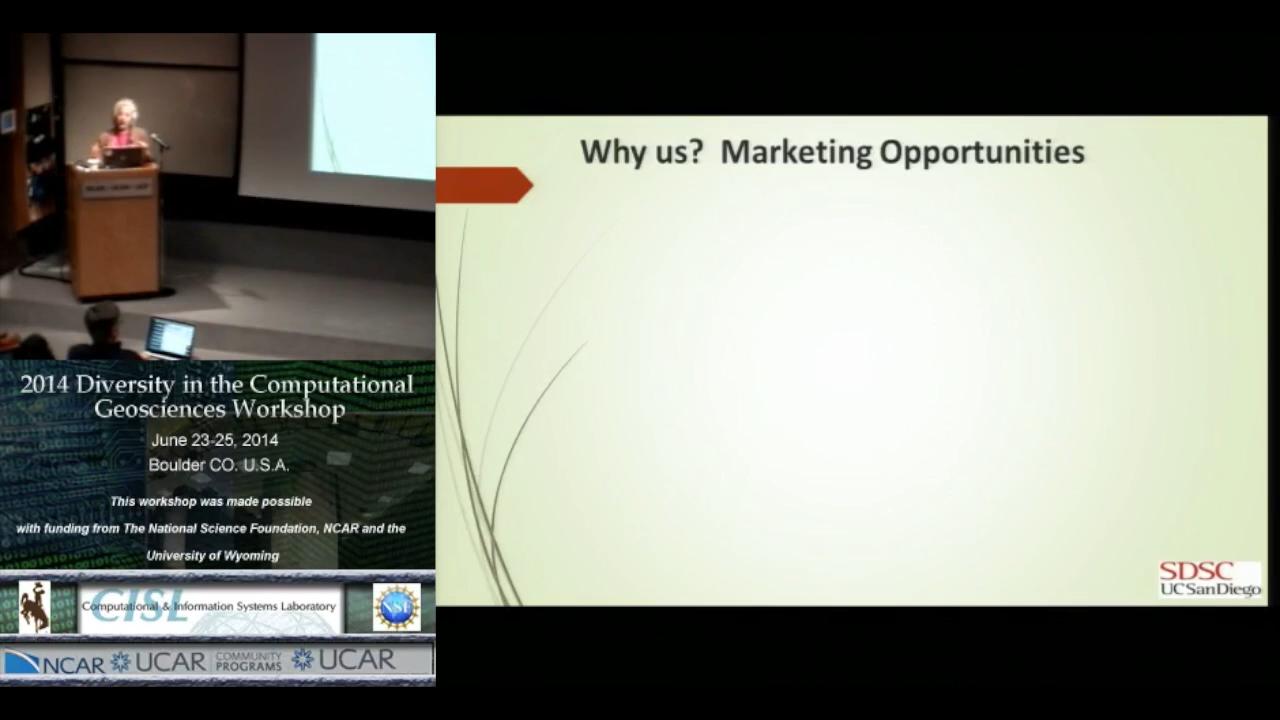 Why us?  Marketing Opportunities
SDSC
UC San Diego
2014 Diversity in the Computational
Geosciences Workshop
June 23-25, 2014
Boulder CO. U.S.A.
This workshop was made possible
with funding from The National Science Foundation, NCAR and the
University of Wyoming
CISL
Computational & Information Systems Laboratory
NSF
NCAR
UCAR
COMMUNITY
PROGRAMS
UCAR